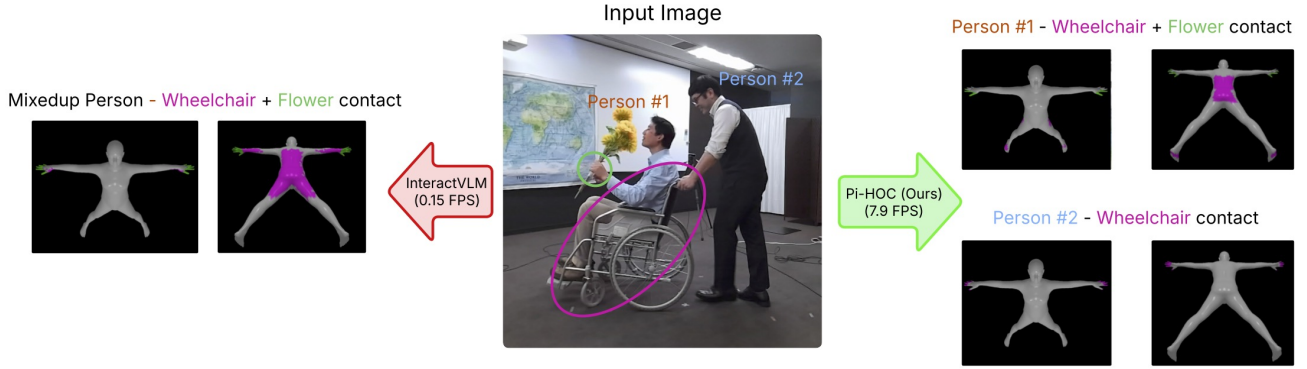 Input Image
Mixedup Person - Wheelchair + Flower contact
InteractVLM
(0.15 FPS)
Person #1
Person #2
Pi-HOC (Ours)
(7.9 FPS)
Person #1 - Wheelchair + Flower contact
Person #2 - Wheelchair contact